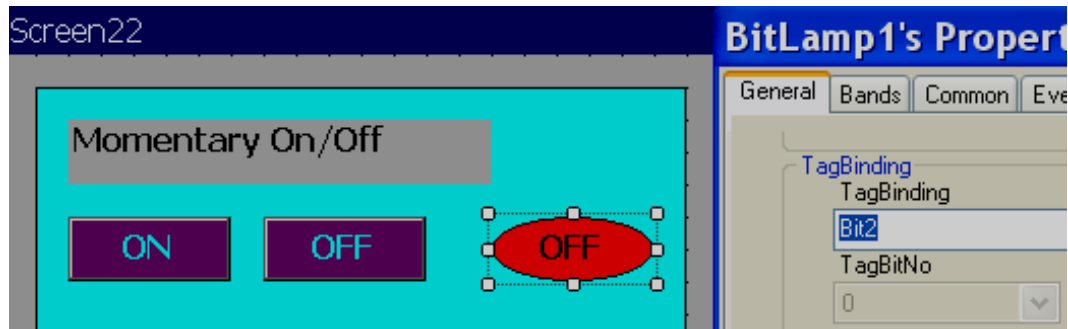 Screen22
Momentary On/Off
ON OFF OFF
BitLamp1's Propert
General Bands Common Eve
TagBinding
TagBinding
Bit2
TagBitNo
0